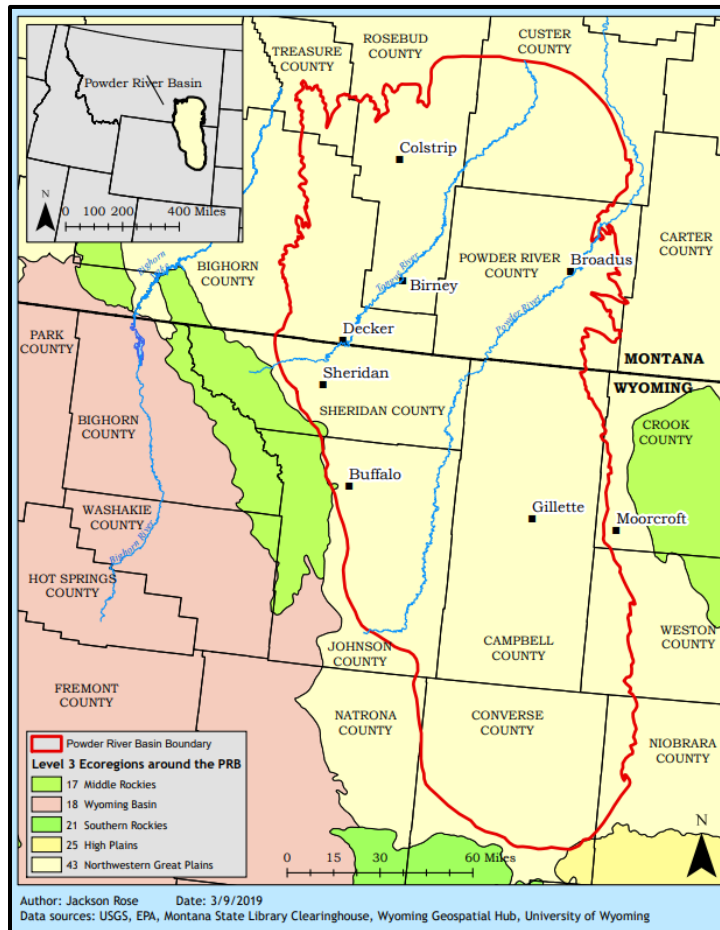 Powder River Basin
N
0 100 200 400 Miles
TREASURE
COUNTY
ROSEBUD
COUNTY
CUSTER
COUNTY
Colstrip
CARTER
COUNTY
POWDER RIVER
COUNTY
Broadus
Bighorn
Lake
BIGHORN
COUNTY
Tongue River
Birney
Powder River
PARK
COUNTY
Decker
MONTANA
WYOMING
Sheridan
SHERIDAN COUNTY
CROOK
COUNTY
BIGHORN
COUNTY
Buffalo
Gillette
Moorcroft
WASHAKIE
COUNTY
Bighorn River
HOT SPRINGS
COUNTY
JOHNSON
COUNTY
CAMPBELL
COUNTY
WESTON
COUNTY
FREMONT
COUNTY
NATRONA
COUNTY
CONVERSE
COUNTY
NIOBRARA
COUNTY
Powder River Basin Boundary
Level 3 Ecoregions around the PRB
17 Middle Rockies
18 Wyoming Basin
21 Southern Rockies
25 High Plains
43 Northwestern Great Plains
0 15 30 60 Miles
N
Author: Jackson Rose Date: 3/9/2019
Data sources: USGS, EPA, Montana State Library Clearinghouse, Wyoming Geospatial Hub, University of Wyoming